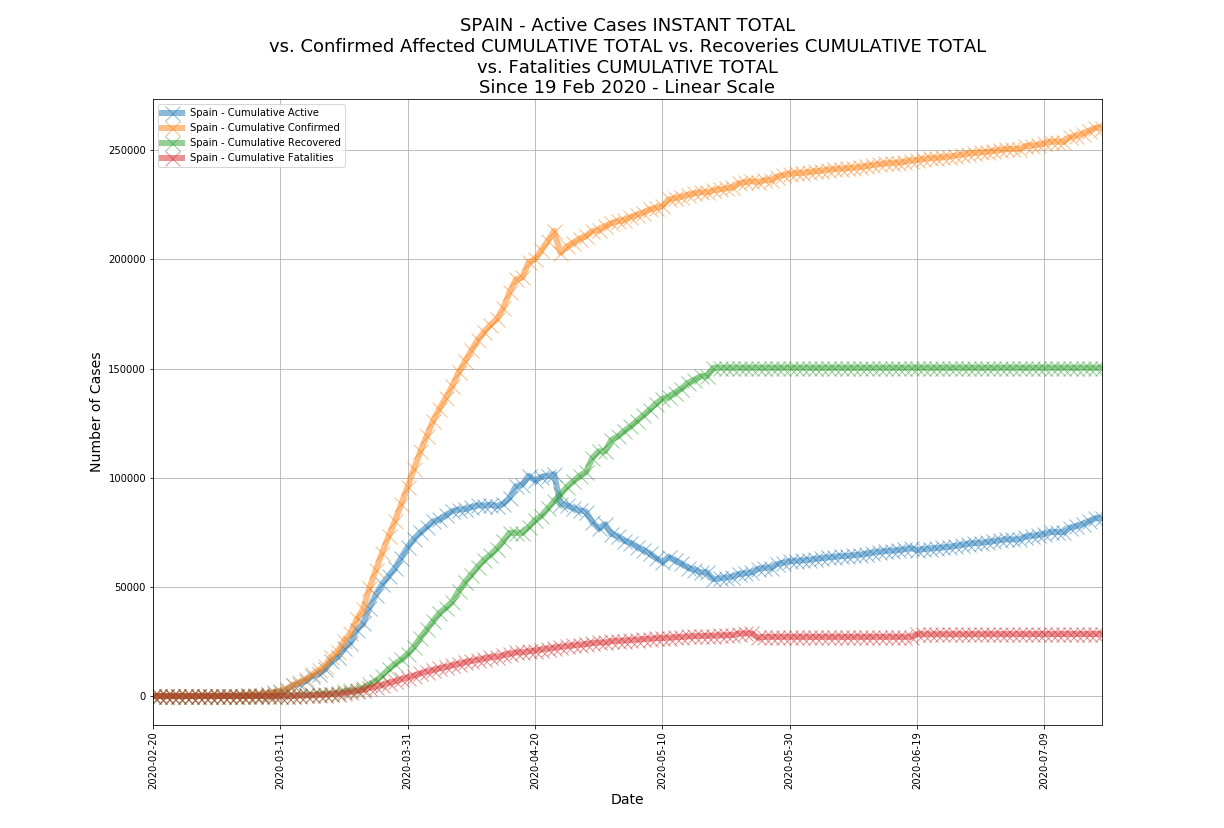 SPAIN - Active Cases INSTANT TOTAL
vs. Confirmed Affected CUMULATIVE TOTAL vs. Recoveries CUMULATIVE TOTAL
vs. Fatalities CUMULATIVE TOTAL
Since 19 Feb 2020 - Linear Scale
Spain - Cumulative Active
Spain - Cumulative Confirmed
Spain - Cumulative Recovered
Spain - Cumulative Fatalities
Number of Cases
250000
200000
150000
100000
50000
0
2020-02-20
2020-03-11
2020-03-31
2020-04-20
2020-05-10
2020-05-30
2020-06-19
2020-07-09
Date